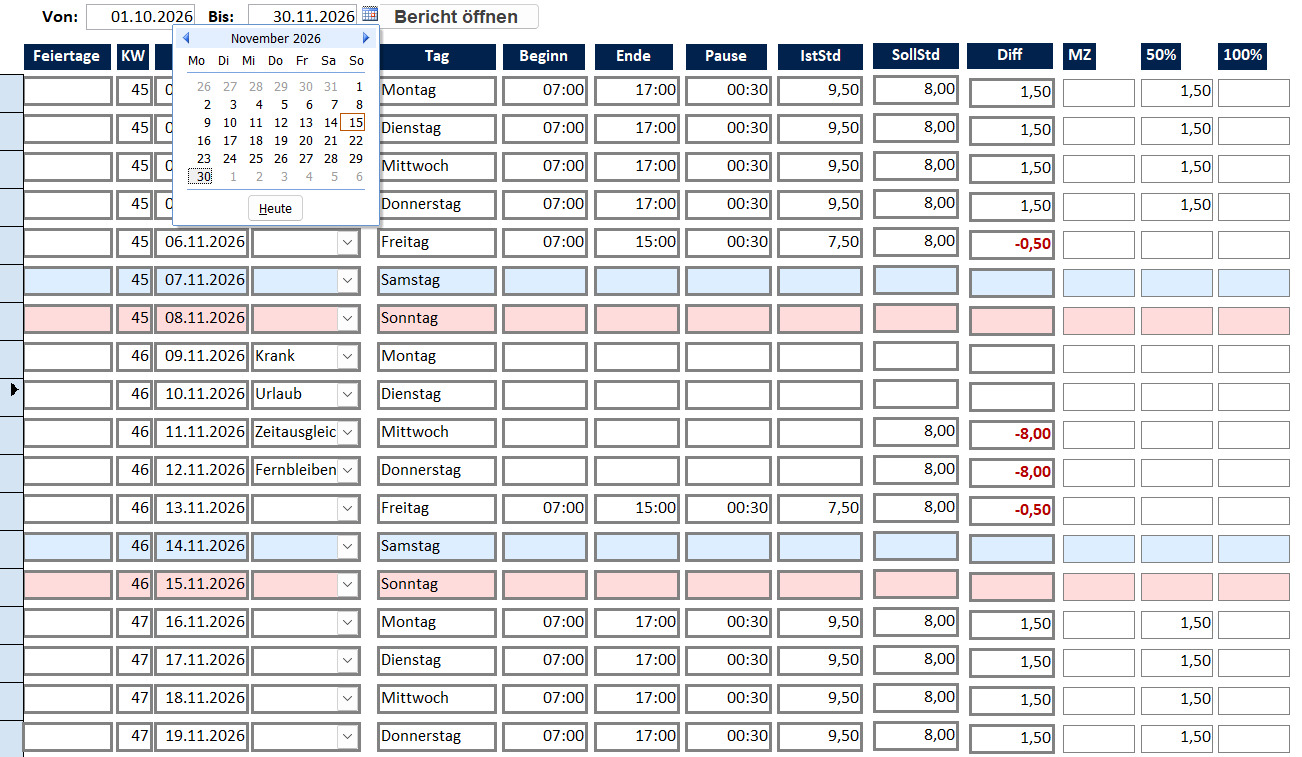 Von: 01.10.2026 Bis: 30.11.2026 Bericht öffnen
November 2026
Feiertage KW Tag Beginn Ende Pause IstStd SollStd Diff MZ 50% 100%
Mo Di Mi Do Fr Sa So
26 27 28 29 30 31 1
2 3 4 5 6 7 8
9 10 11 12 13 14 15
16 17 18 19 20 21 22
23 24 25 26 27 28 29
30 1 2 3 4 5 6
Heute
45 0 Montag 07:00 17:00 00:30 9,50 8,00 1,50 1,50
45 0 Dienstag 07:00 17:00 00:30 9,50 8,00 1,50 1,50
45 0 Mittwoch 07:00 17:00 00:30 9,50 8,00 1,50 1,50
45 0 Donnerstag 07:00 17:00 00:30 9,50 8,00 1,50 1,50
45 06.11.2026 Freitag 07:00 15:00 00:30 7,50 8,00 -0,50
45 07.11.2026 Samstag
45 08.11.2026 Sonntag
46 09.11.2026 Krank Montag
46 10.11.2026 Urlaub Dienstag
46 11.11.2026 Zeitausgleic Mittwoch 8,00 -8,00
46 12.11.2026 Fernbleiben Donnerstag 8,00 -8,00
46 13.11.2026 Freitag 07:00 15:00 00:30 7,50 8,00 -0,50
46 14.11.2026 Samstag
46 15.11.2026 Sonntag
47 16.11.2026 Montag 07:00 17:00 00:30 9,50 8,00 1,50 1,50
47 17.11.2026 Dienstag 07:00 17:00 00:30 9,50 8,00 1,50 1,50
47 18.11.2026 Mittwoch 07:00 17:00 00:30 9,50 8,00 1,50 1,50
47 19.11.2026 Donnerstag 07:00 17:00 00:30 9,50 8,00 1,50 1,50